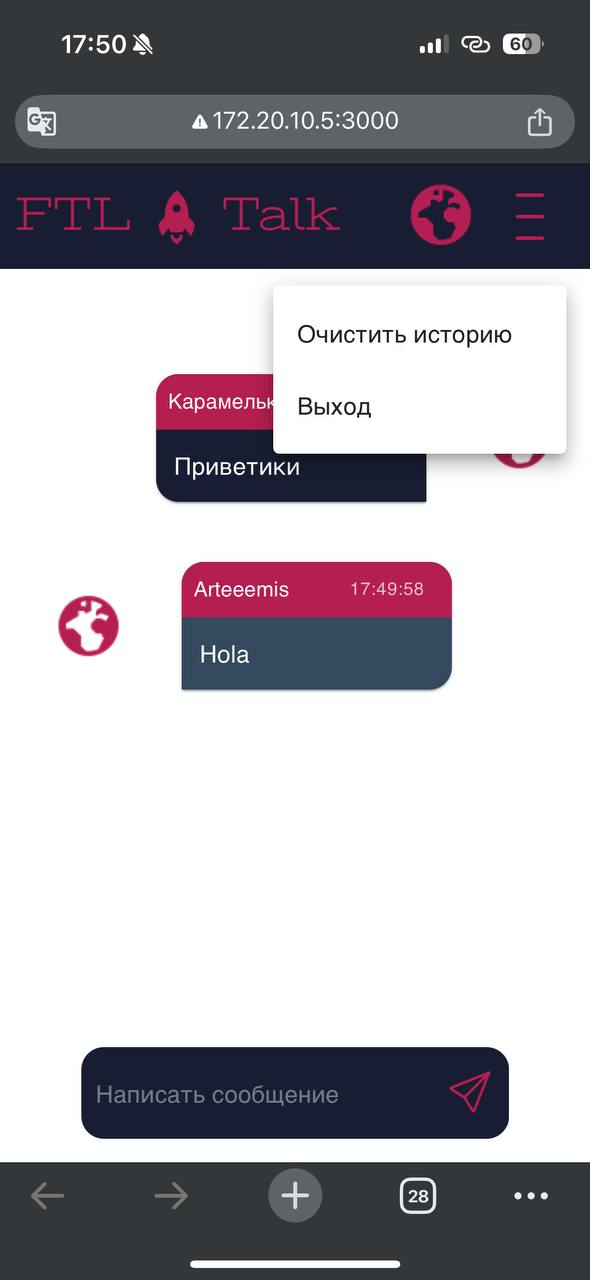 17:50
60
172.20.10.5:3000
FTL Talk
Очистить историю
Выход
Приветики
Arteeemis 17:49:58
Hola
Написать сообщение
28